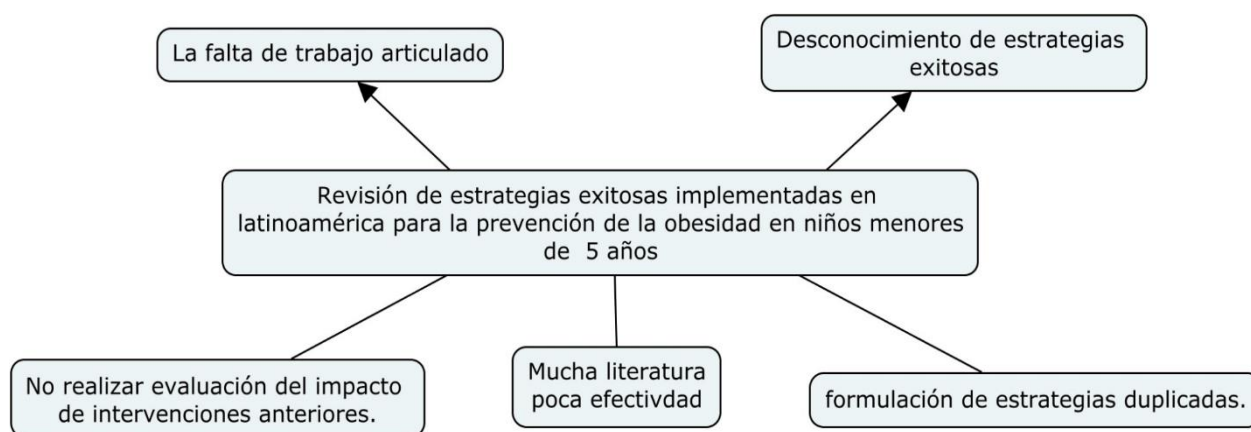 La falta de trabajo articulado
Desconocimiento de estrategias
exitosas
Revisión de estrategias exitosas implementadas en
latinoamérica para la prevención de la obesidad en niños menores
de 5 años
No realizar evaluación del impacto
de intervenciones anteriores.
Mucha literatura
poca efectivdad
formulación de estrategias duplicadas.